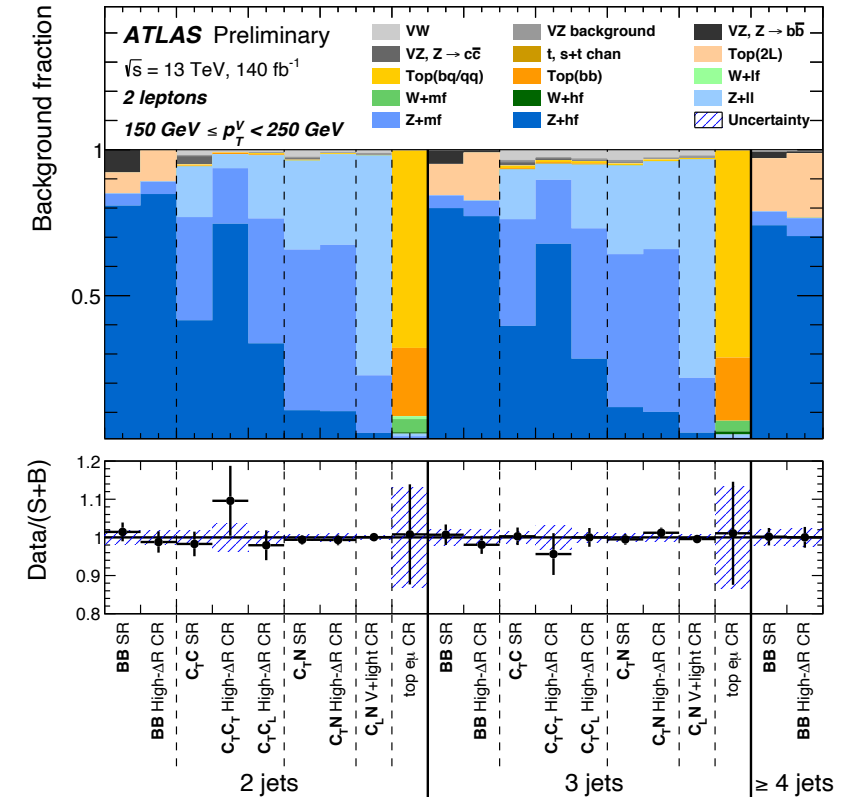 ATLAS Preliminary
√s = 13 TeV, 140 fb⁻¹
2 leptons
150 GeV ≤ p_T^V < 250 GeV
VW
VZ background
VZ, Z → bb̅
VZ, Z → cc̅
t, s+t chan
Top(2L)
Top(bq/qq)
Top(bb)
W+lf
W+mf
W+hf
Z+ll
Z+mf
Z+hf
Uncertainty
Background fraction
1
0.5
Data/(S+B)
1.2
1.1
1
0.9
0.8
BB SR
BB High-ΔR CR
C_TC SR
C_TC_T High-ΔR CR
C_TC_L High-ΔR CR
C_TN SR
C_TN High-ΔR CR
C_LN V+light CR
top eμ CR
BB SR
BB High-ΔR CR
C_TC SR
C_TC_T High-ΔR CR
C_TC_L High-ΔR CR
C_TN SR
C_TN High-ΔR CR
C_LN V+light CR
top eμ CR
BB SR
BB High-ΔR CR
2 jets
3 jets
≥ 4 jets